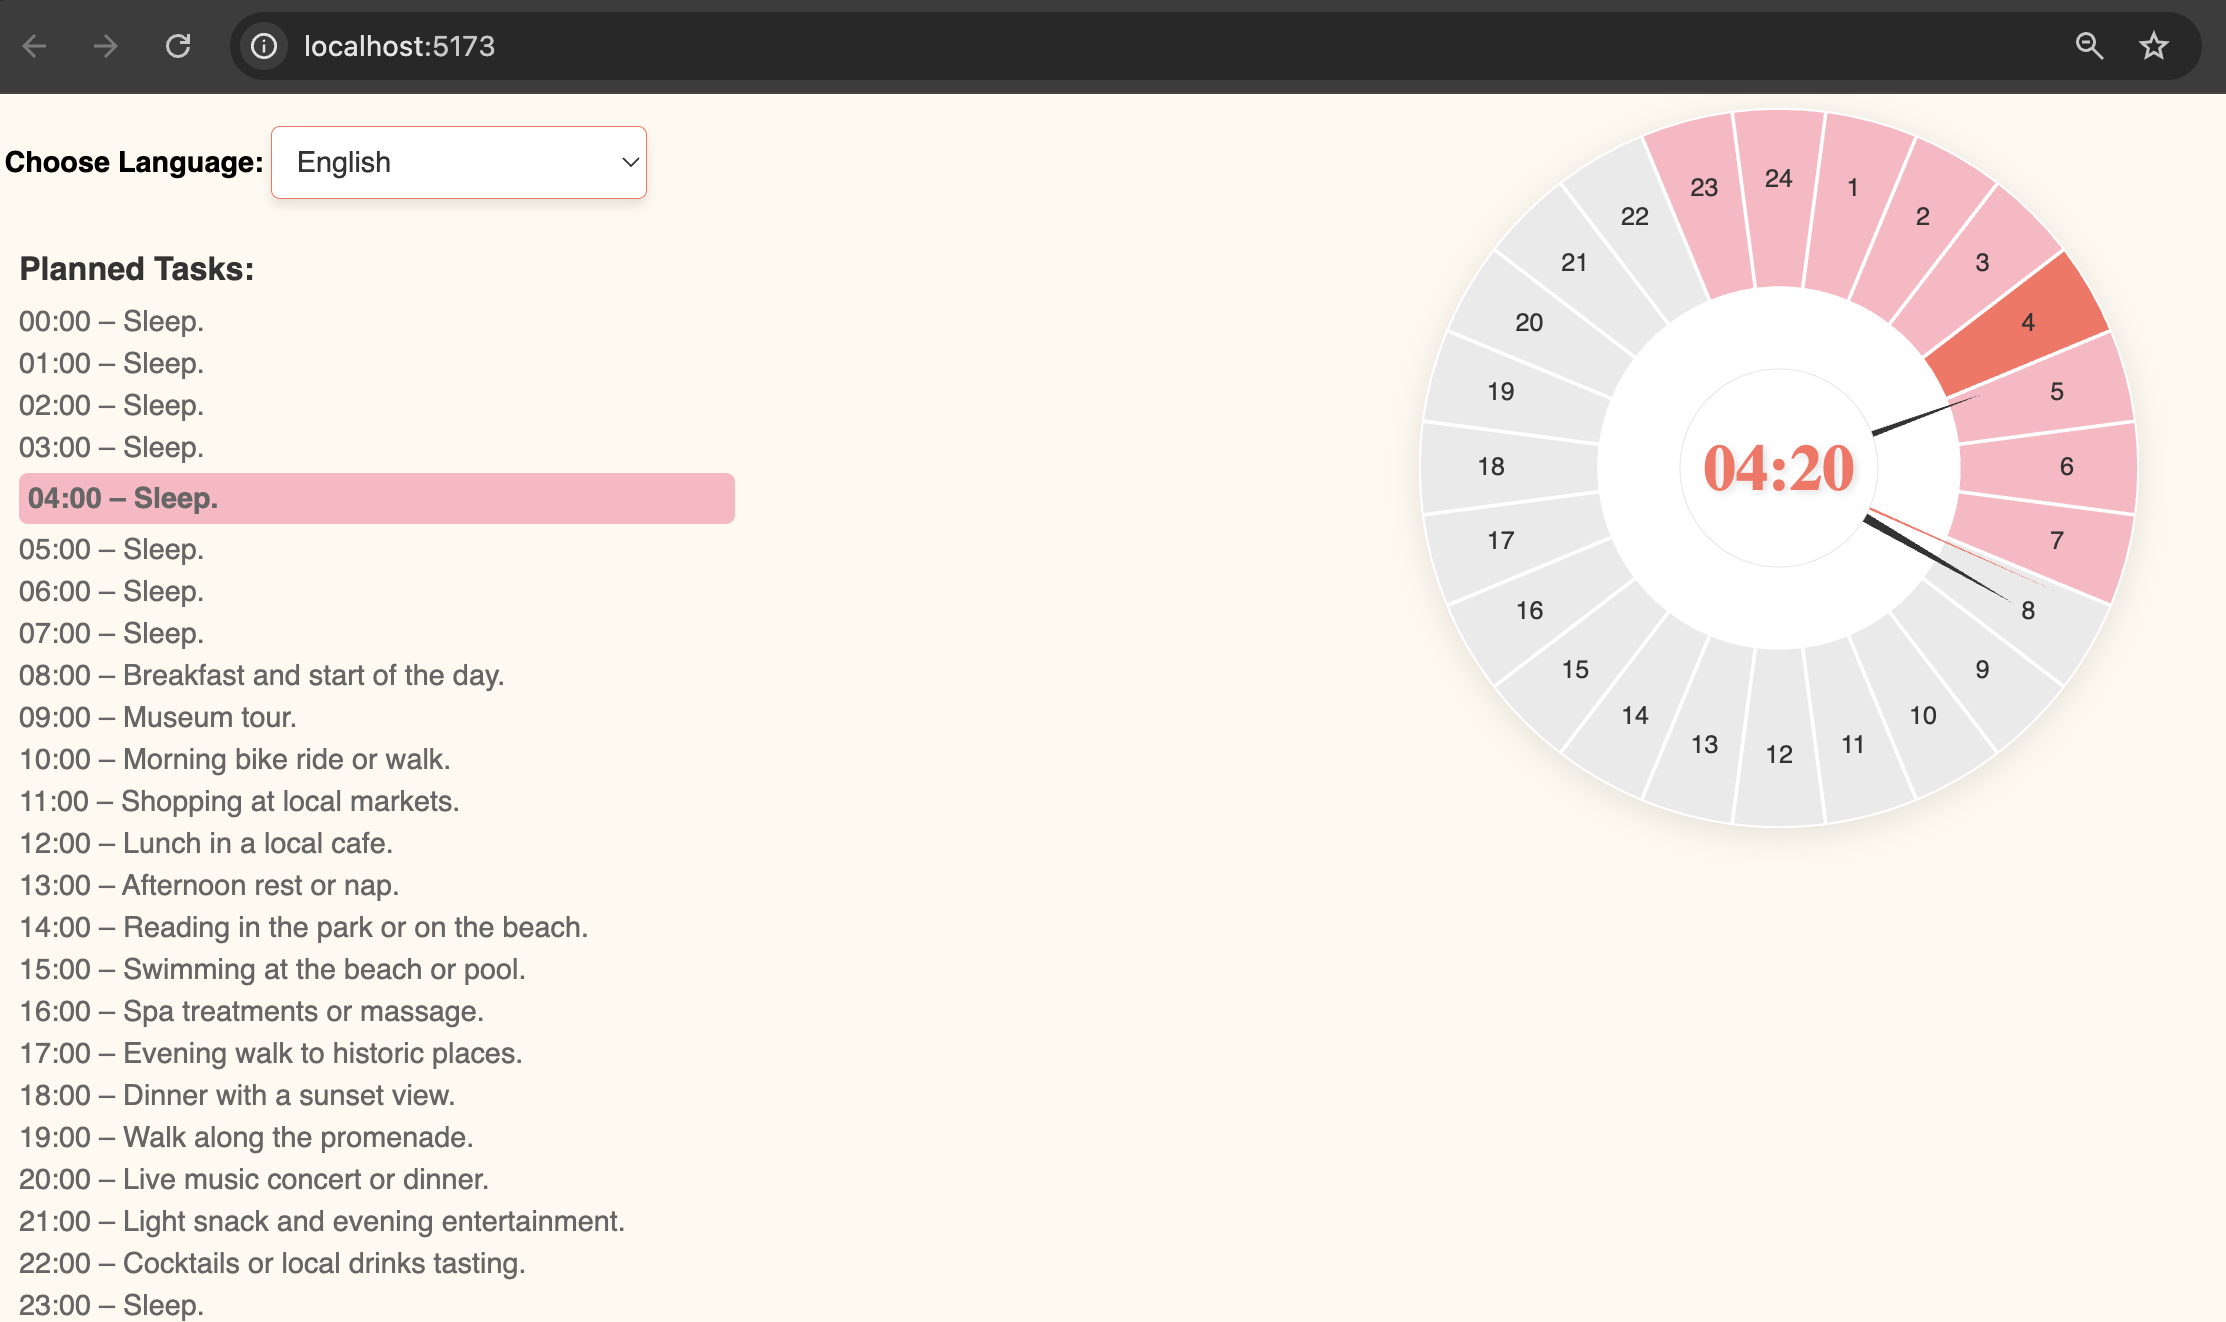 localhost:5173
Choose Language: English
Planned Tasks:
00:00 – Sleep.
01:00 – Sleep.
02:00 – Sleep.
03:00 – Sleep.
04:00 – Sleep.
05:00 – Sleep.
06:00 – Sleep.
07:00 – Sleep.
08:00 – Breakfast and start of the day.
09:00 – Museum tour.
10:00 – Morning bike ride or walk.
11:00 – Shopping at local markets.
12:00 – Lunch in a local cafe.
13:00 – Afternoon rest or nap.
14:00 – Reading in the park or on the beach.
15:00 – Swimming at the beach or pool.
16:00 – Spa treatments or massage.
17:00 – Evening walk to historic places.
18:00 – Dinner with a sunset view.
19:00 – Walk along the promenade.
20:00 – Live music concert or dinner.
21:00 – Light snack and evening entertainment.
22:00 – Cocktails or local drinks tasting.
23:00 – Sleep.
24
1
2
3
4
5
6
7
8
9
10
11
12
13
14
15
16
17
18
19
20
21
22
23
04:20